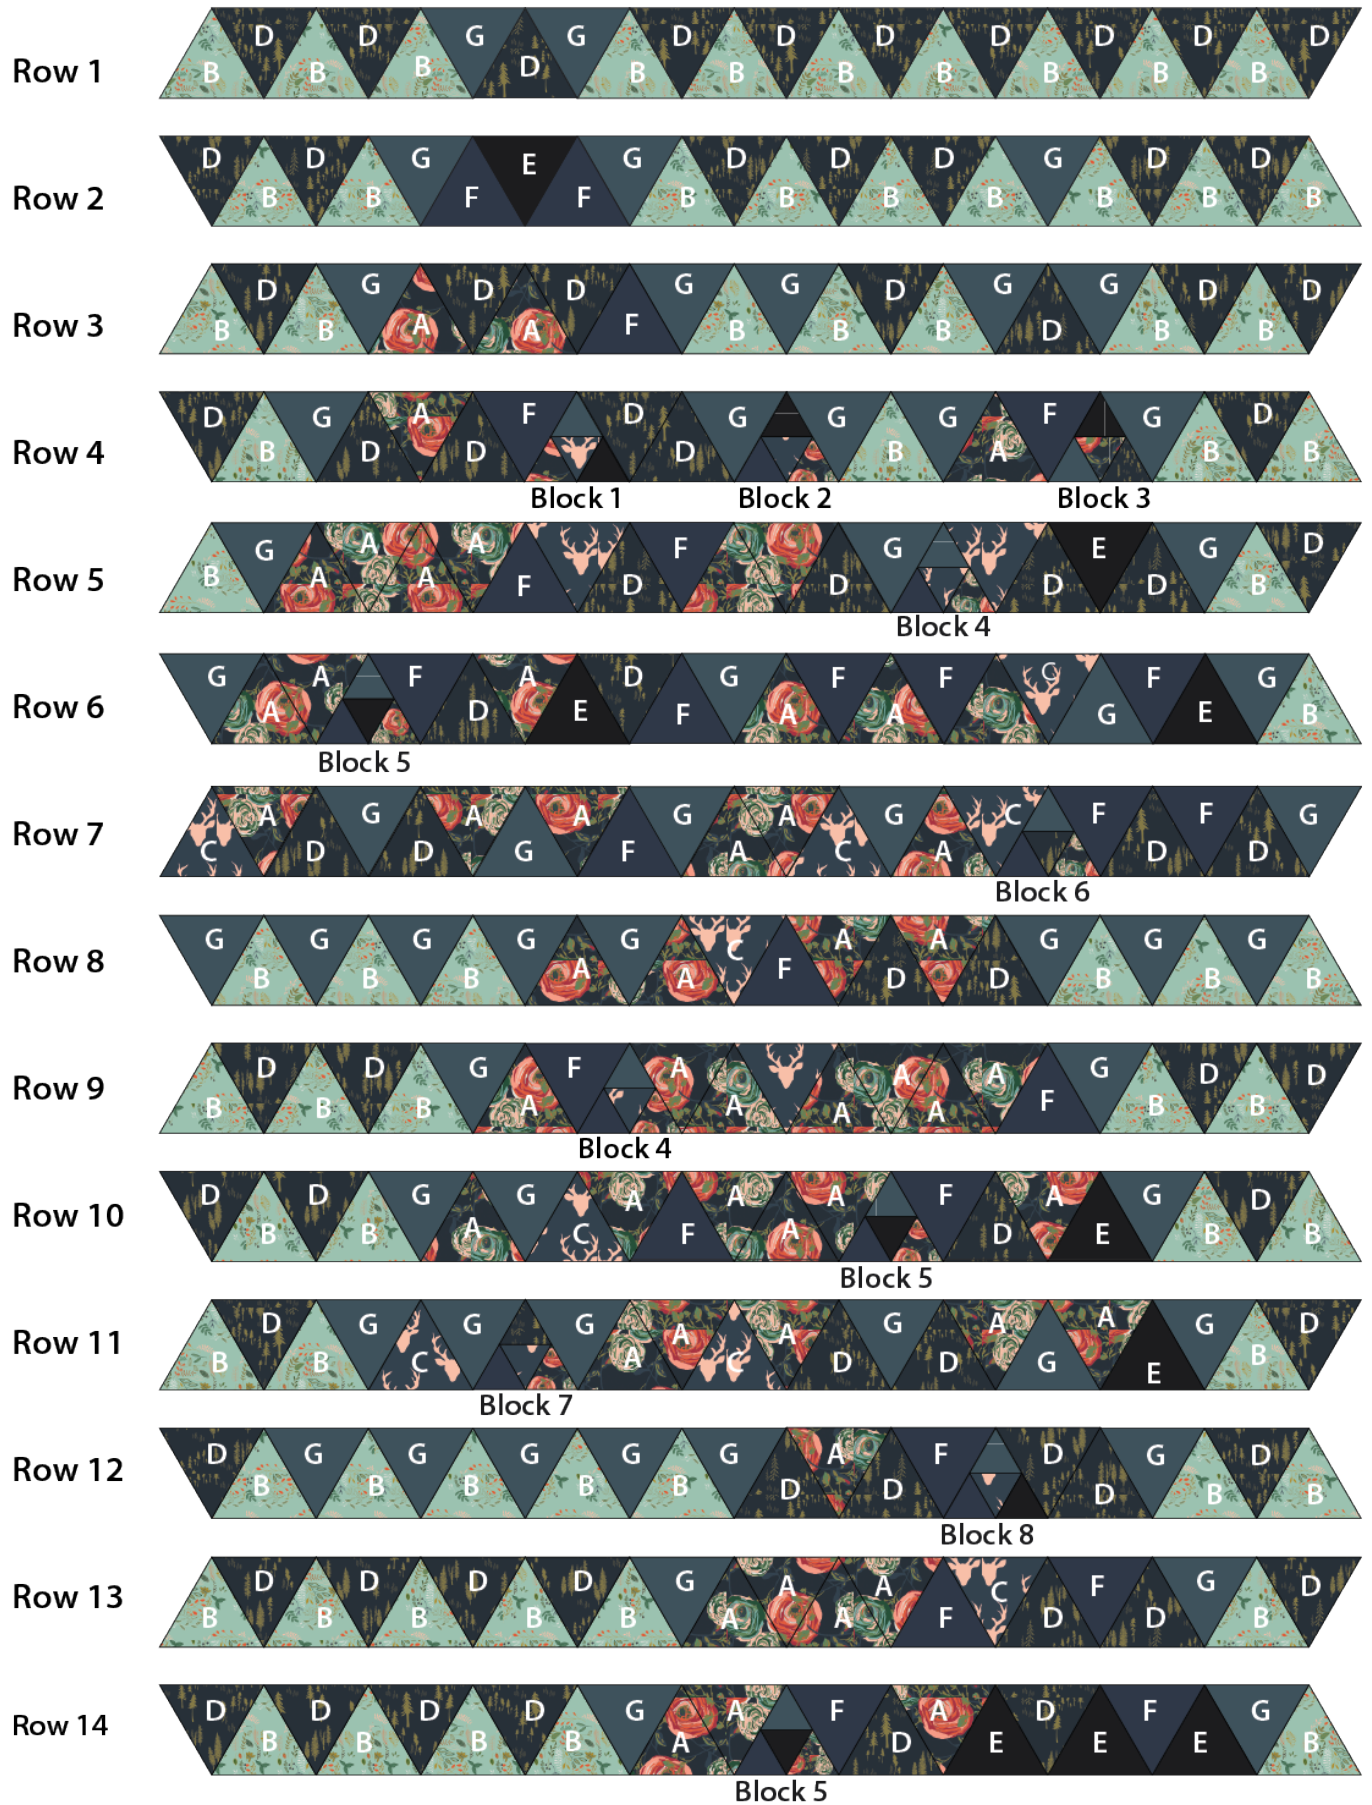 D D G G D D D D D D D
Row 1 B B B D B B B B B B B
D D G E G D D D G D D
Row 2 B B F F B B B B B B B
D G D D G G D G G D D
Row 3 B B A A F B B B D B B
D G A F D G G G F G D
Row 4 B D D D B A B B
Block 1 Block 2 Block 3
G A A F G E G D
Row 5 B A A F D D D D B
Block 4
G A F A D G F F C F G
Row 6 A D E F A A G E B
Block 5
A G A A G A G C F F G
Row 7 C D D G F A C A D D
Block 6
G G G G G C A A G G G
Row 8 B B B A A F D D B B B
D D G F A A A G D D
Row 9 B B B A A A A F B B
Block 4
D D G G A A A F A G D
Row 10 B B A C F A D E B B
Block 5
D G G G A A G A A G D
Row 11 B B C A C D D G E B
Block 7
D G G G G G A F D G D
Row 12 B B B B B D D D B B
Block 8
D D D D G A A C F G D
Row 13 B B B B B A A F D D B
D D D D G A F A D F G
Row 14 B B B B A D E E E B
Block 5